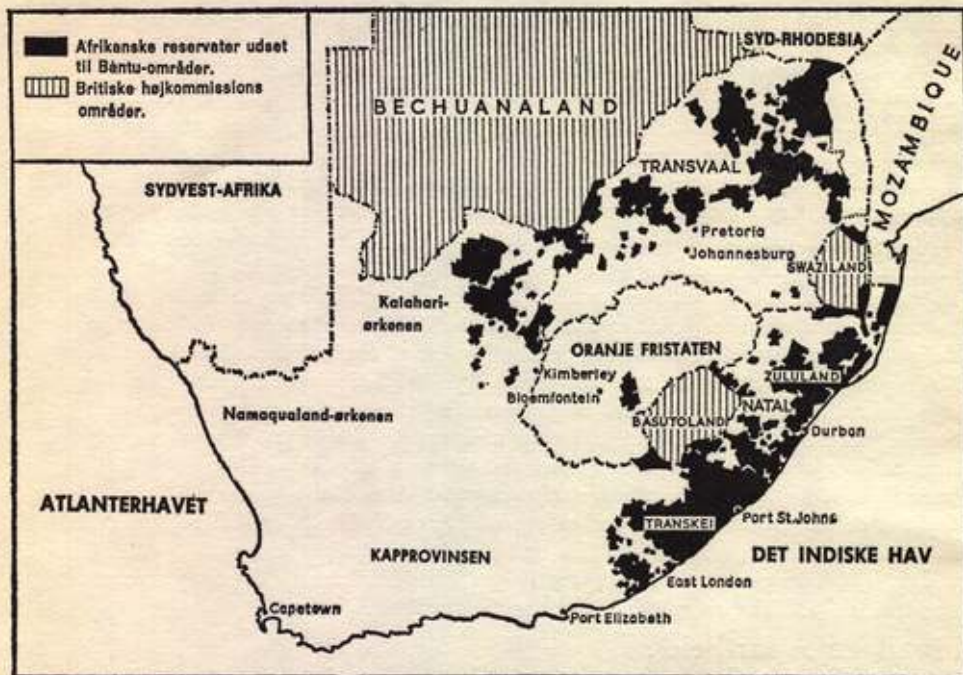 Afrikanske reservater udset
til Bantu-områder.
Britiske højkommissions
områder.
SYD-RHODESIA
MOZAMBIQUE
BECHUANALAND
TRANSVAAL
SYDVEST-AFRIKA
Pretoria
Johannesburg
SWAZILAND
Kalahari-
ørkenen
ORANJE FRISTATEN
Kimberley
ZULULAND
Bloemfontein
NATAL
Namaqualand-ørkenen
BASUTOLAND
Durban
ATLANTERHAVET
Port St. Johns
TRANSKEI
KAPPROVINSEN
DET INDISKE HAV
East London
Capetown
Port Elizabeth